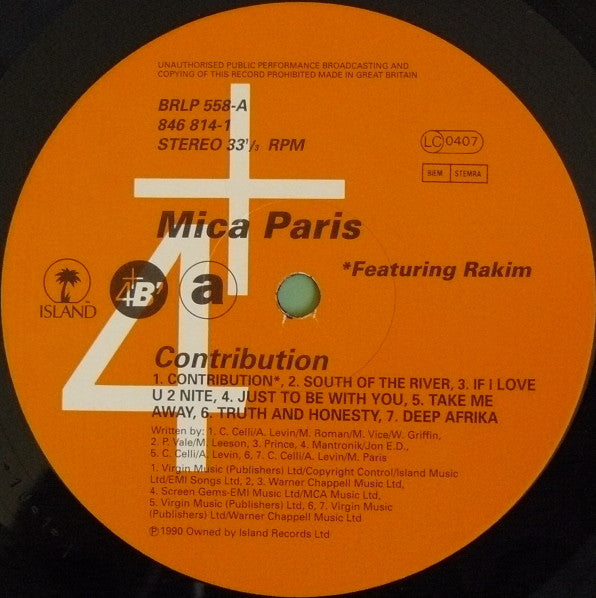 UNAUTHORISED PUBLIC PERFORMANCE BROADCASTING AND
COPYING OF THIS RECORD PROHIBITED MADE IN GREAT BRITAIN
BRLP 558-A
846 814-1
STEREO 33¹/₃ RPM
LC 0407
BIEM STEMRA
Mica Paris
*Featuring Rakim
ISLAND
4 B'
a
4
Contribution
1. CONTRIBUTION*, 2. SOUTH OF THE RIVER, 3. IF I LOVE
U 2 NITE, 4. JUST TO BE WITH YOU, 5. TAKE ME
AWAY, 6. TRUTH AND HONESTY, 7. DEEP AFRIKA
Written by: 1. C. Celli/A. Levin/M. Roman/M. Vice/W. Griffin,
2. P. Vale/M. Leeson, 3. Prince, 4. Mantronik/Jon E.D.,
5. C. Celli/A. Levin, 6, 7. C. Celli/A. Levin/M. Paris
1. Virgin Music (Publishers) Ltd/Copyright Control/Island Music
Ltd/EMI Songs Ltd, 2, 3. Warner Chappell Music Ltd,
4. Screen Gems-EMI Music Ltd/MCA Music Ltd,
5. Virgin Music (Publishers) Ltd, 6, 7. Virgin Music
(Publishers) Ltd/Warner Chappell Music Ltd
℗1990 Owned by Island Records Ltd